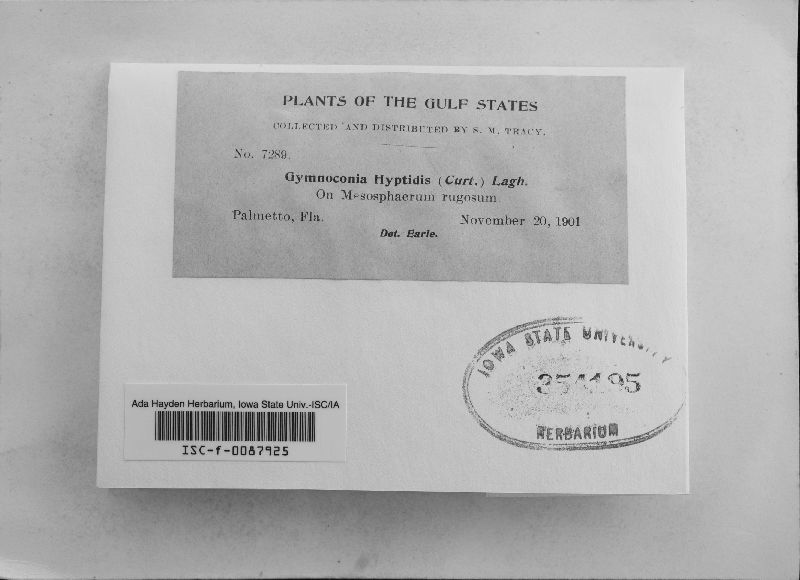 PLANTS OF THE GULF STATES
COLLECTED AND DISTRIBUTED BY S. M. TRACY.
No. 7289.
Gymnoconia Hyptidis (Curt.) Lagh.
On Mesosphaerum rugosum.
Palmetto, Fla. November 20, 1901
Det. Earle.
IOWA STATE UNIVERSITY
354195
HERBARIUM
Ada Hayden Herbarium, Iowa State Univ.-ISC/IA
ISC-f-0087925